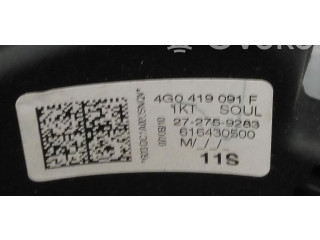 4G0 419 091 F
1KT SOUL
27-275-9283
616430500
M/_/_/
11S